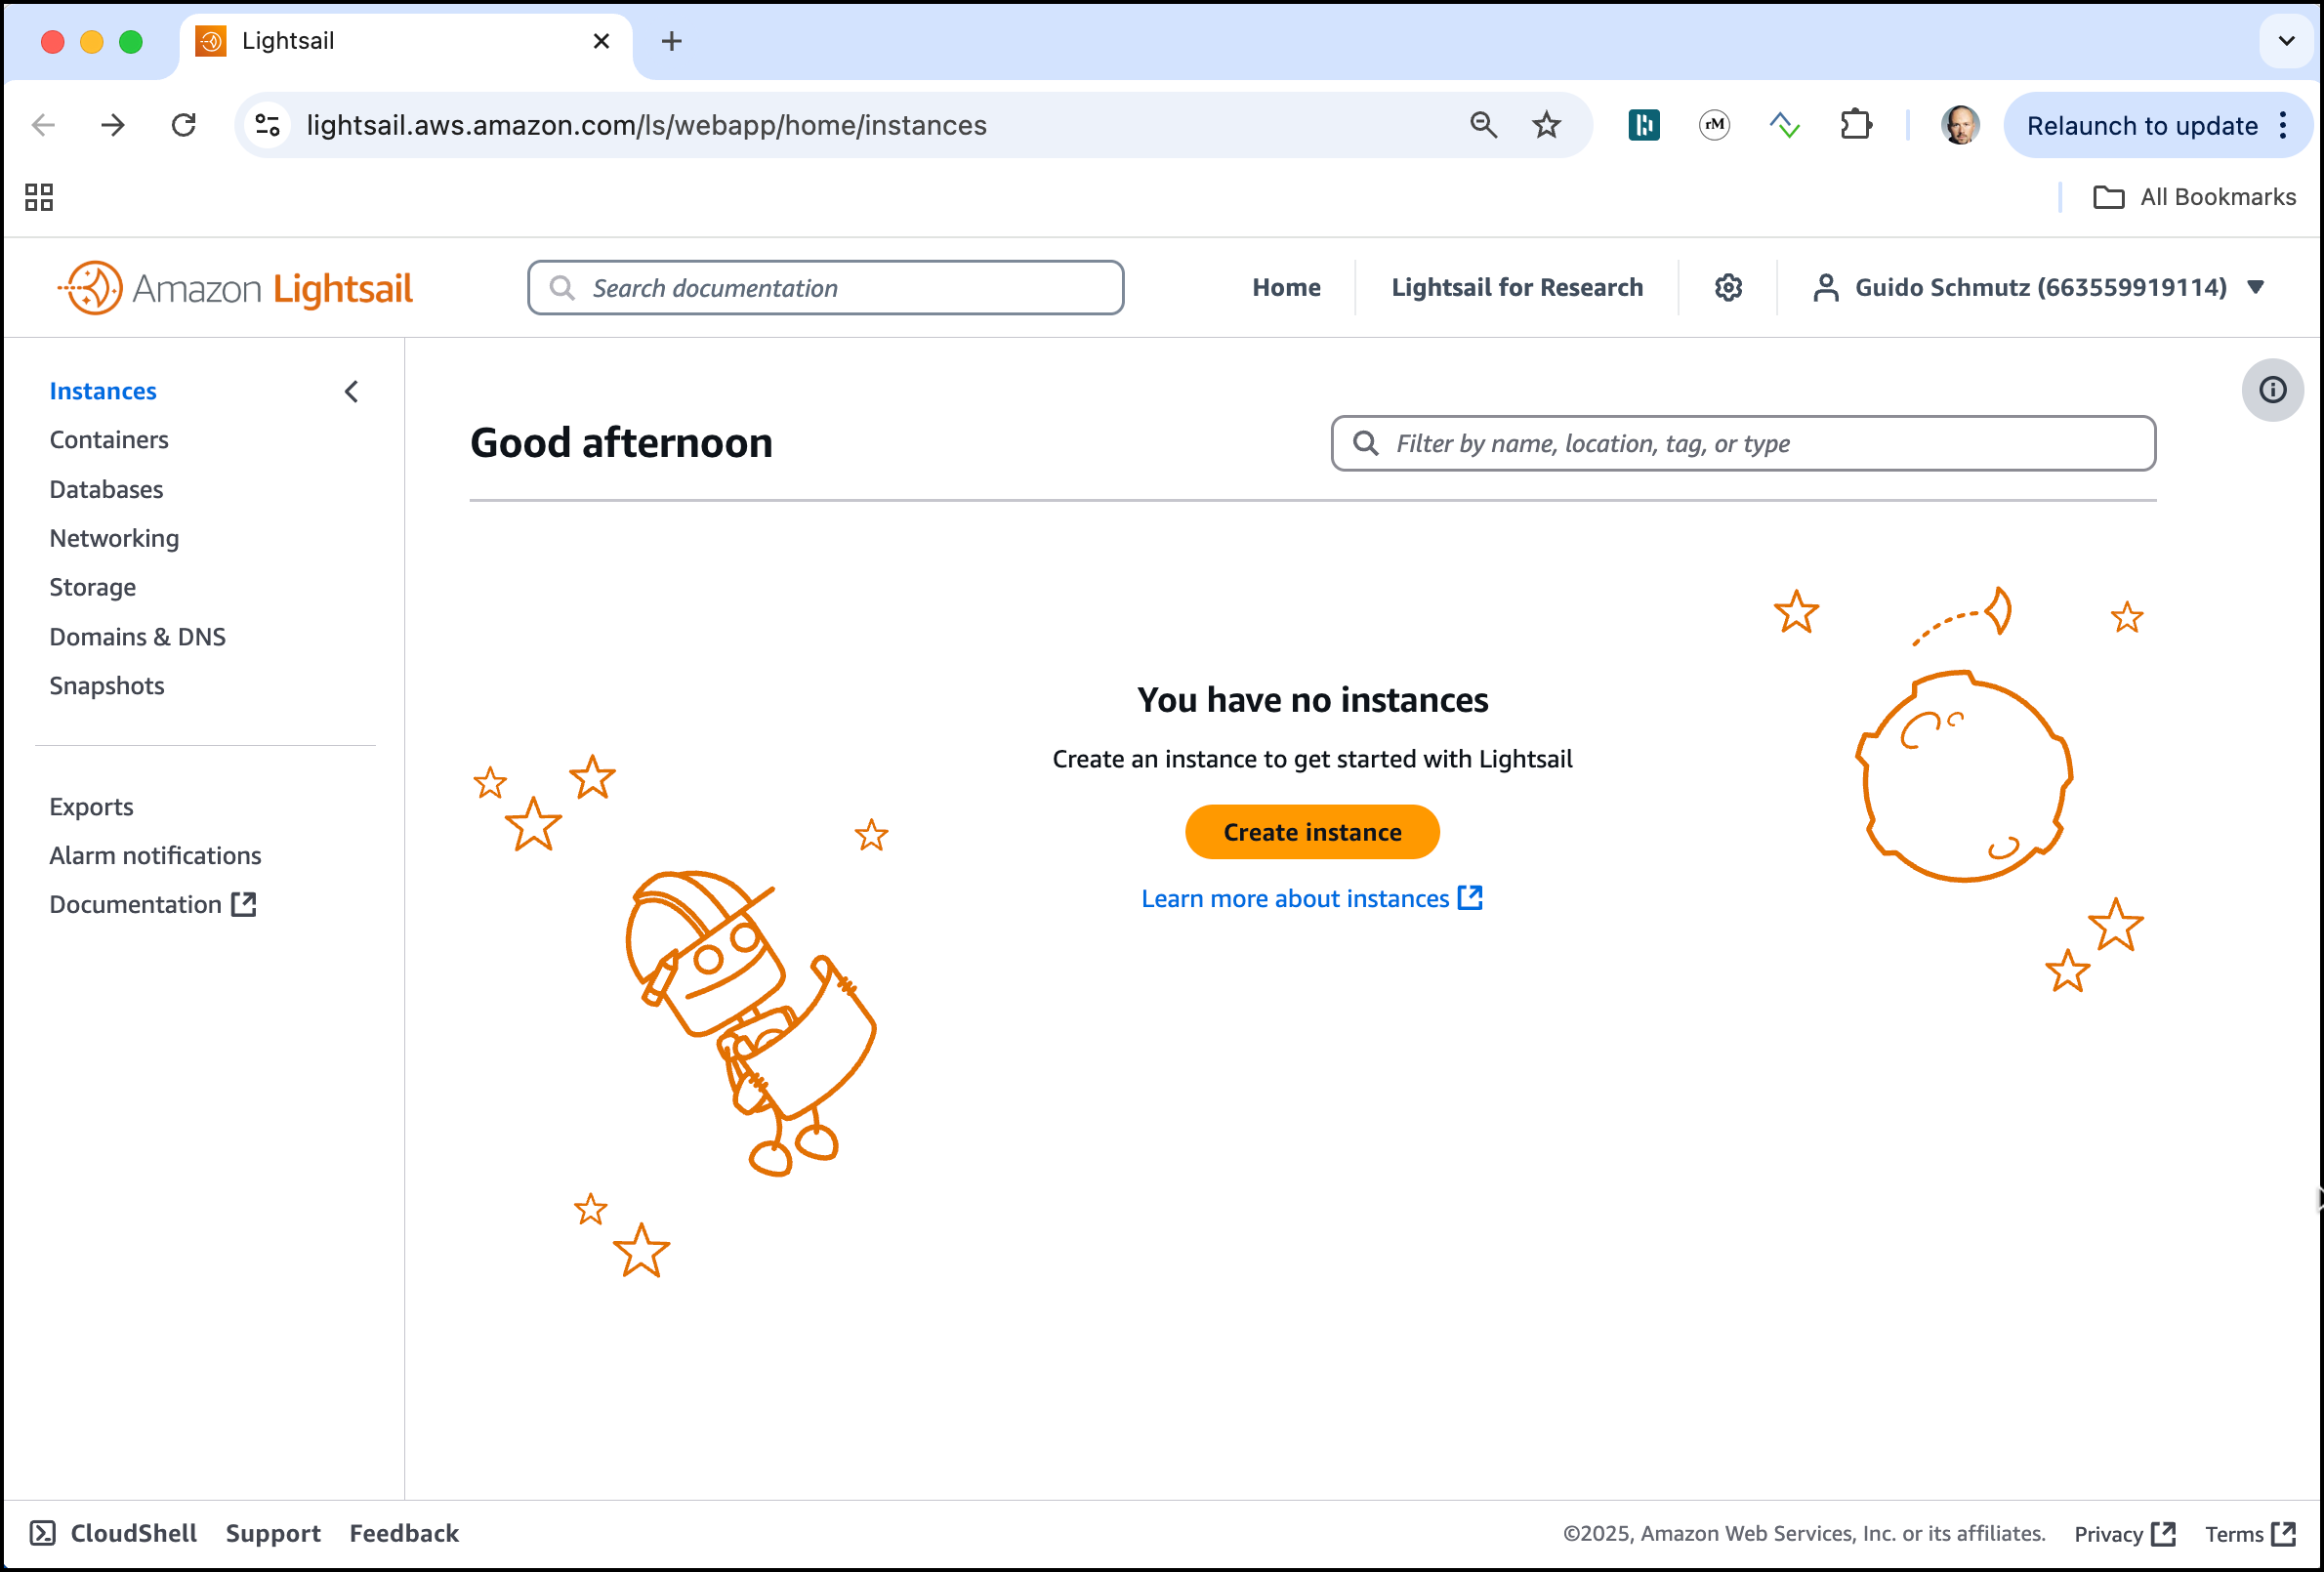 Lightsail
lightsail.aws.amazon.com/ls/webapp/home/instances
rM
Relaunch to update
All Bookmarks
Amazon Lightsail
Search documentation
Home
Lightsail for Research
Guido Schmutz (663559919114)
Instances
Containers
Databases
Networking
Storage
Domains & DNS
Snapshots
Exports
Alarm notifications
Documentation
Good afternoon
Filter by name, location, tag, or type
You have no instances
Create an instance to get started with Lightsail
Create instance
Learn more about instances
CloudShell
Support
Feedback
©2025, Amazon Web Services, Inc. or its affiliates.
Privacy
Terms